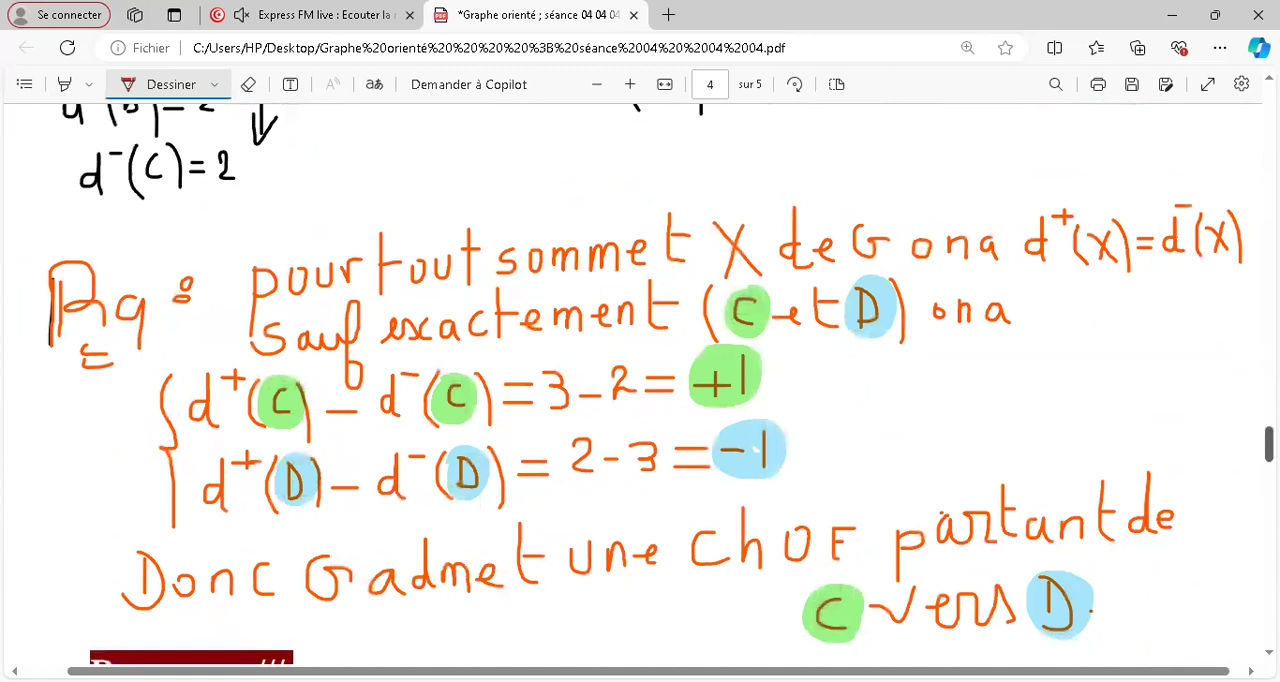 Se connecter
Express FM live : Ecouter la r
*Graphe orienté ; séance 04 04 04
Fichier
C:/Users/HP/Desktop/Graphe%20orienté%20%20%20%20%3B%20séance%2004%20%2004%2004.pdf
Dessiner
aあ
Demander à Copilot
4 sur 5
d⁻(C)=2
Rq : pour tout sommet X de G on a d⁺(X)=d⁻(X)
sauf exactement (C et D) on a
d⁺(C) – d⁻(C) = 3 – 2 = +1
d⁺(D) – d⁻(D) = 2 - 3 = -1
Donc G admet une ChOE partant de
C vers D.